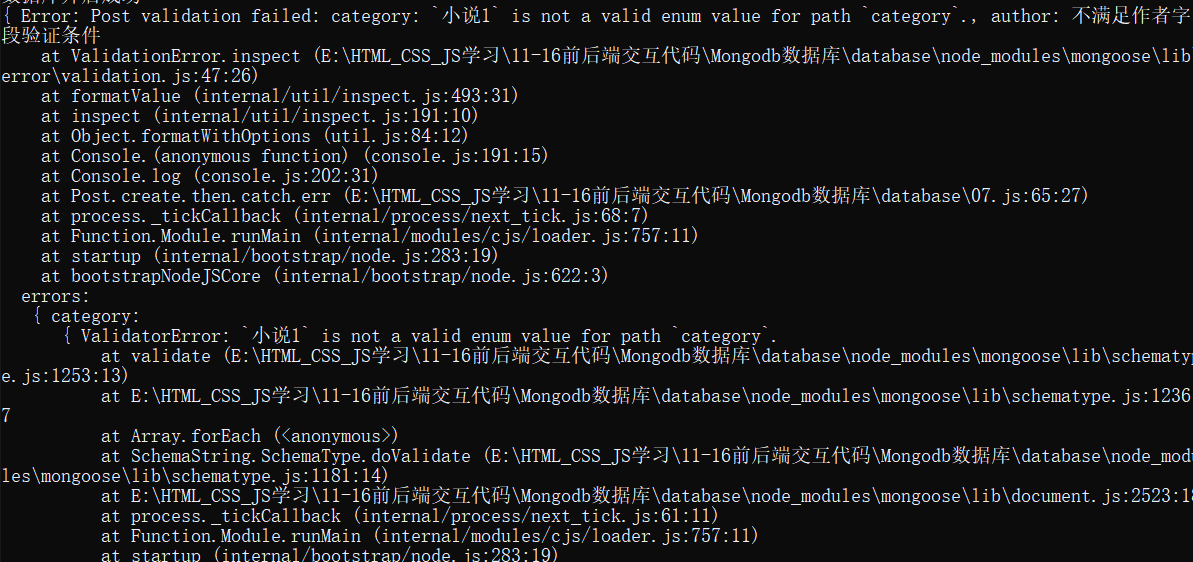 { Error: Post validation failed: category: `小说1` is not a valid enum value for path `category`., author: 不满足作者字
段验证条件
at ValidationError.inspect (E:\HTML_CSS_JS学习\11-16前后端交互代码\Mongodb数据库\database\node_modules\mongoose\lib
error\validation.js:47:26)
at formatValue (internal/util/inspect.js:493:31)
at inspect (internal/util/inspect.js:191:10)
at Object.formatWithOptions (util.js:84:12)
at Console.(anonymous function) (console.js:191:15)
at Console.log (console.js:202:31)
at Post.create.then.catch.err (E:\HTML_CSS_JS学习\11-16前后端交互代码\Mongodb数据库\database\07.js:65:27)
at process._tickCallback (internal/process/next_tick.js:68:7)
at Function.Module.runMain (internal/modules/cjs/loader.js:757:11)
at startup (internal/bootstrap/node.js:283:19)
at bootstrapNodeJSCore (internal/bootstrap/node.js:622:3)
errors:
{ category:
{ ValidatorError: `小说1` is not a valid enum value for path `category`.
at validate (E:\HTML_CSS_JS学习\11-16前后端交互代码\Mongodb数据库\database\node_modules\mongoose\lib\schematyp
e.js:1253:13)
at E:\HTML_CSS_JS学习\11-16前后端交互代码\Mongodb数据库\database\node_modules\mongoose\lib\schematype.js:1236
7
at Array.forEach (<anonymous>)
at SchemaString.SchemaType.doValidate (E:\HTML_CSS_JS学习\11-16前后端交互代码\Mongodb数据库\database\node_modu
les\mongoose\lib\schematype.js:1181:14)
at E:\HTML_CSS_JS学习\11-16前后端交互代码\Mongodb数据库\database\node_modules\mongoose\lib\document.js:2523:18
at process._tickCallback (internal/process/next_tick.js:61:11)
at Function.Module.runMain (internal/modules/cjs/loader.js:757:11)
at startup (internal/bootstrap/node.js:283:19)